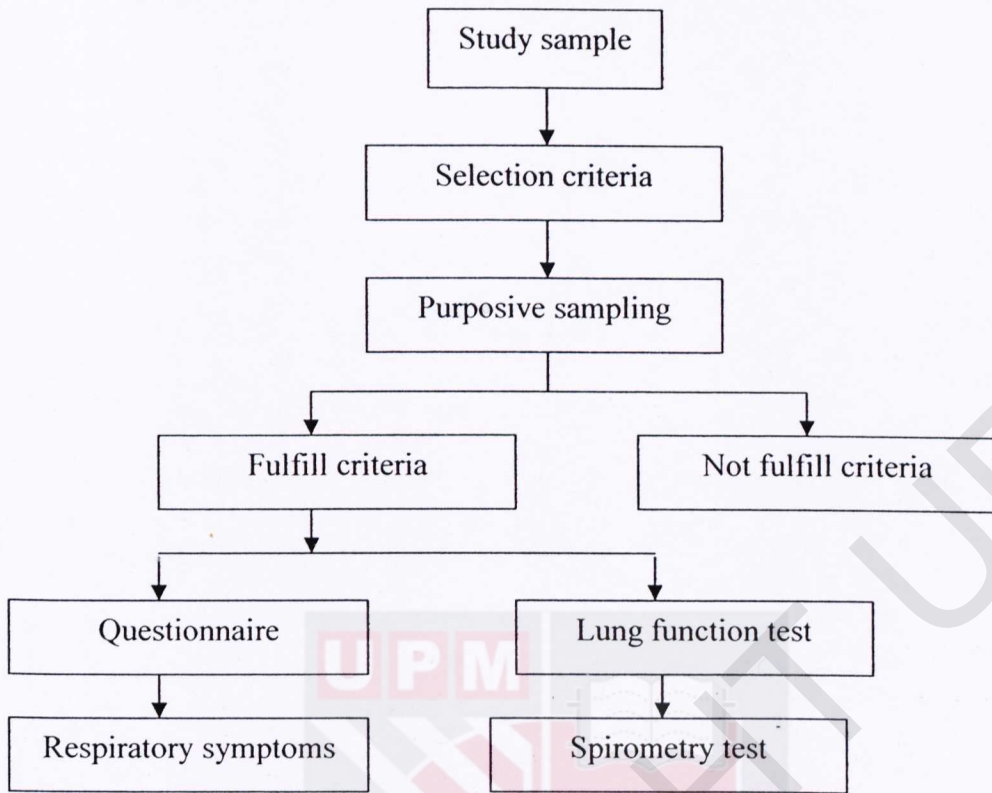 Study sample
Selection criteria
Purposive sampling
Fulfill criteria
Not fulfill criteria
Questionnaire
Lung function test
UPM
Respiratory symptoms
Spirometry test